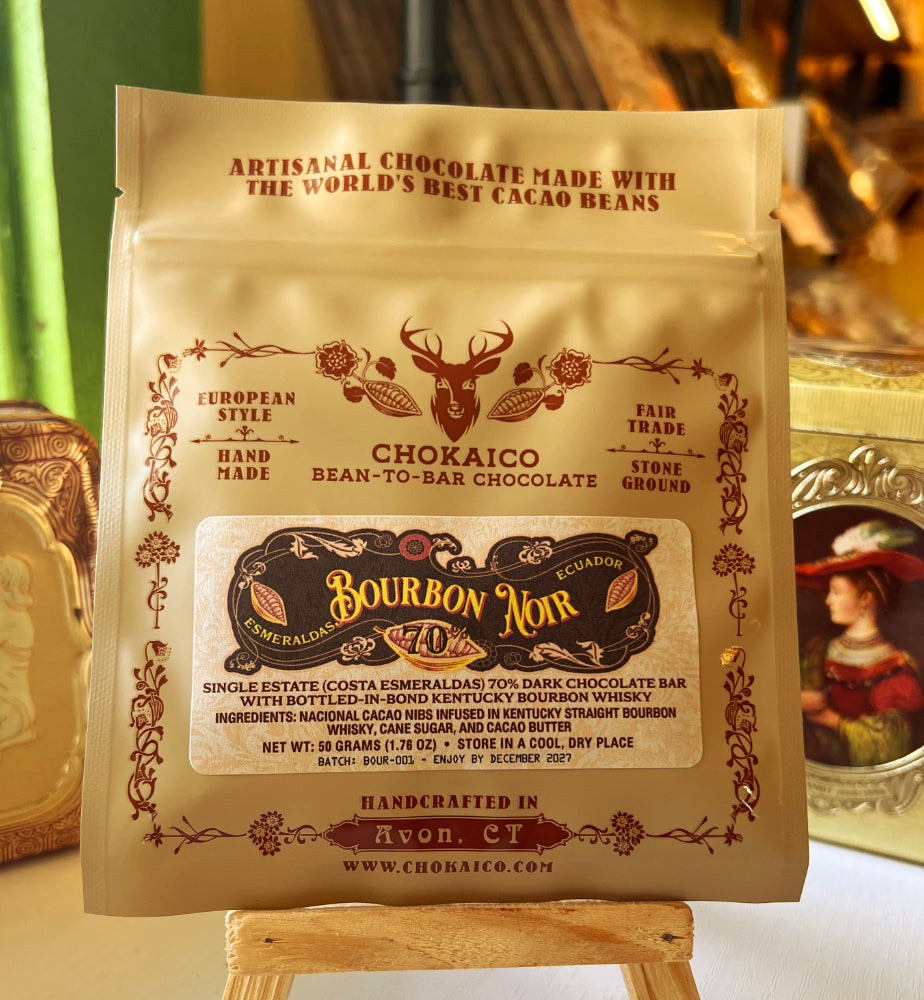 ARTISANAL CHOCOLATE MADE WITH
THE WORLD'S BEST CACAO BEANS
EUROPEAN
STYLE
HAND
MADE
FAIR
TRADE
STONE
GROUND
CHOKAICO
BEAN-TO-BAR CHOCOLATE
ECUADOR
BOURBON NOIR
ESMERALDAS
70%
SINGLE ESTATE (COSTA ESMERALDAS) 70% DARK CHOCOLATE BAR
WITH BOTTLED-IN-BOND KENTUCKY BOURBON WHISKY
INGREDIENTS: NACIONAL CACAO NIBS INFUSED IN KENTUCKY STRAIGHT BOURBON
WHISKY, CANE SUGAR, AND CACAO BUTTER
NET WT: 50 GRAMS (1.76 OZ) • STORE IN A COOL, DRY PLACE
BATCH: BOUR-001 - ENJOY BY DECEMBER 2027
HANDCRAFTED IN
Avon, CT
WWW.CHOKAICO.COM